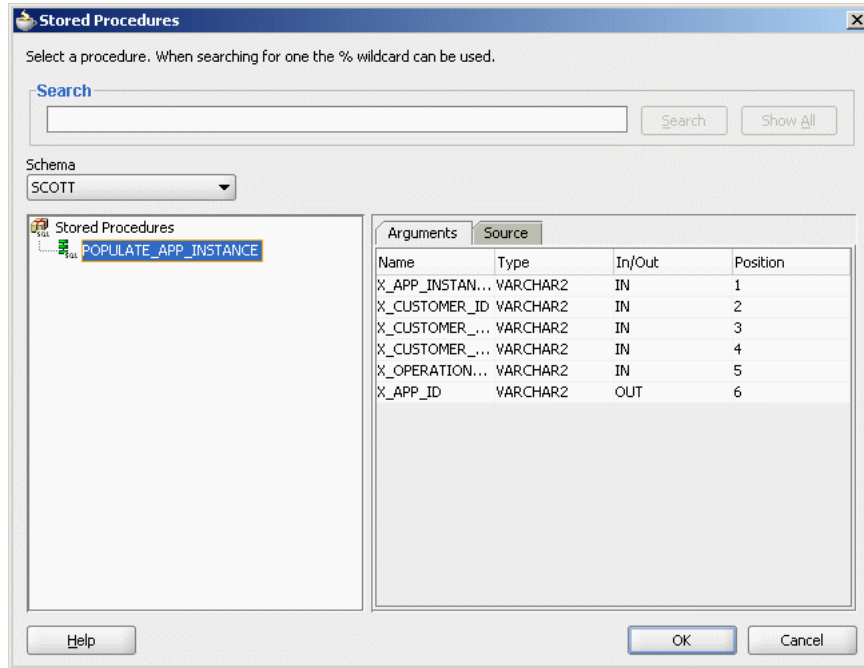 Stored Procedures
Select a procedure. When searching for one the % wildcard can be used.
Search
Search Show All
Schema
SCOTT
Stored Procedures
POPULATE_APP_INSTANCE
Arguments Source
Name Type In/Out Position
X_APP_INSTAN... VARCHAR2 IN 1
X_CUSTOMER_ID VARCHAR2 IN 2
X_CUSTOMER_... VARCHAR2 IN 3
X_CUSTOMER_... VARCHAR2 IN 4
X_OPERATION... VARCHAR2 IN 5
X_APP_ID VARCHAR2 OUT 6
Help OK Cancel